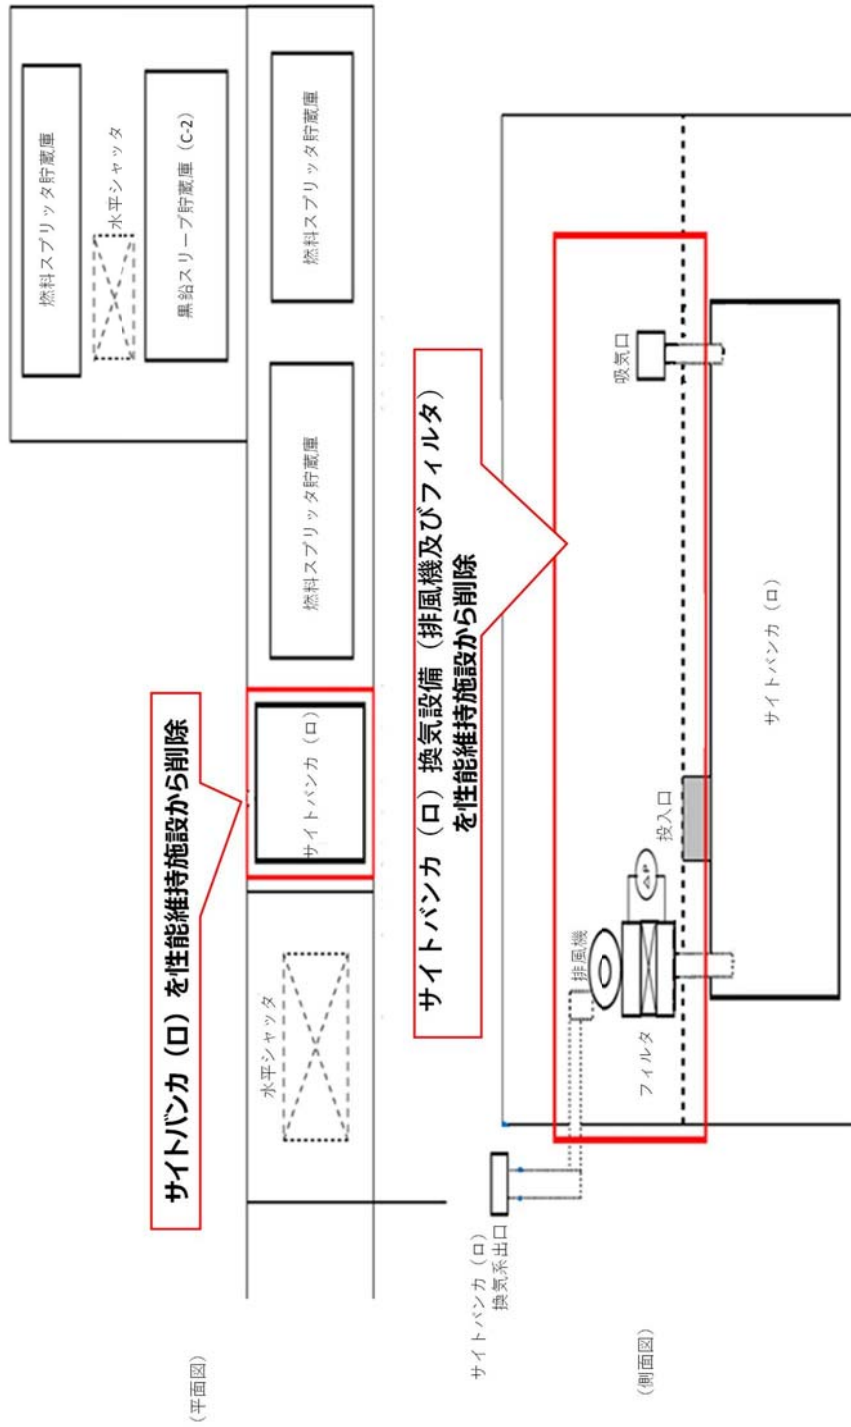 (平面図)
サイトバンカ (ロ) を性能維持施設から削除
水平シャッタ
サイトバンカ (ロ)
燃料スプリッタ貯蔵庫
燃料スプリッタ貯蔵庫
燃料スプリッタ貯蔵庫
水平シャッタ
黒鉛スリーブ貯蔵庫 (C-2)
(側面図)
サイトバンカ (ロ) 換気設備 (排風機及びフィルタ)
を性能維持施設から削除
サイトバンカ (ロ)
換気系出口
排風機
フィルタ
ΔP
投入口
吸気口
サイトバンカ (ロ)